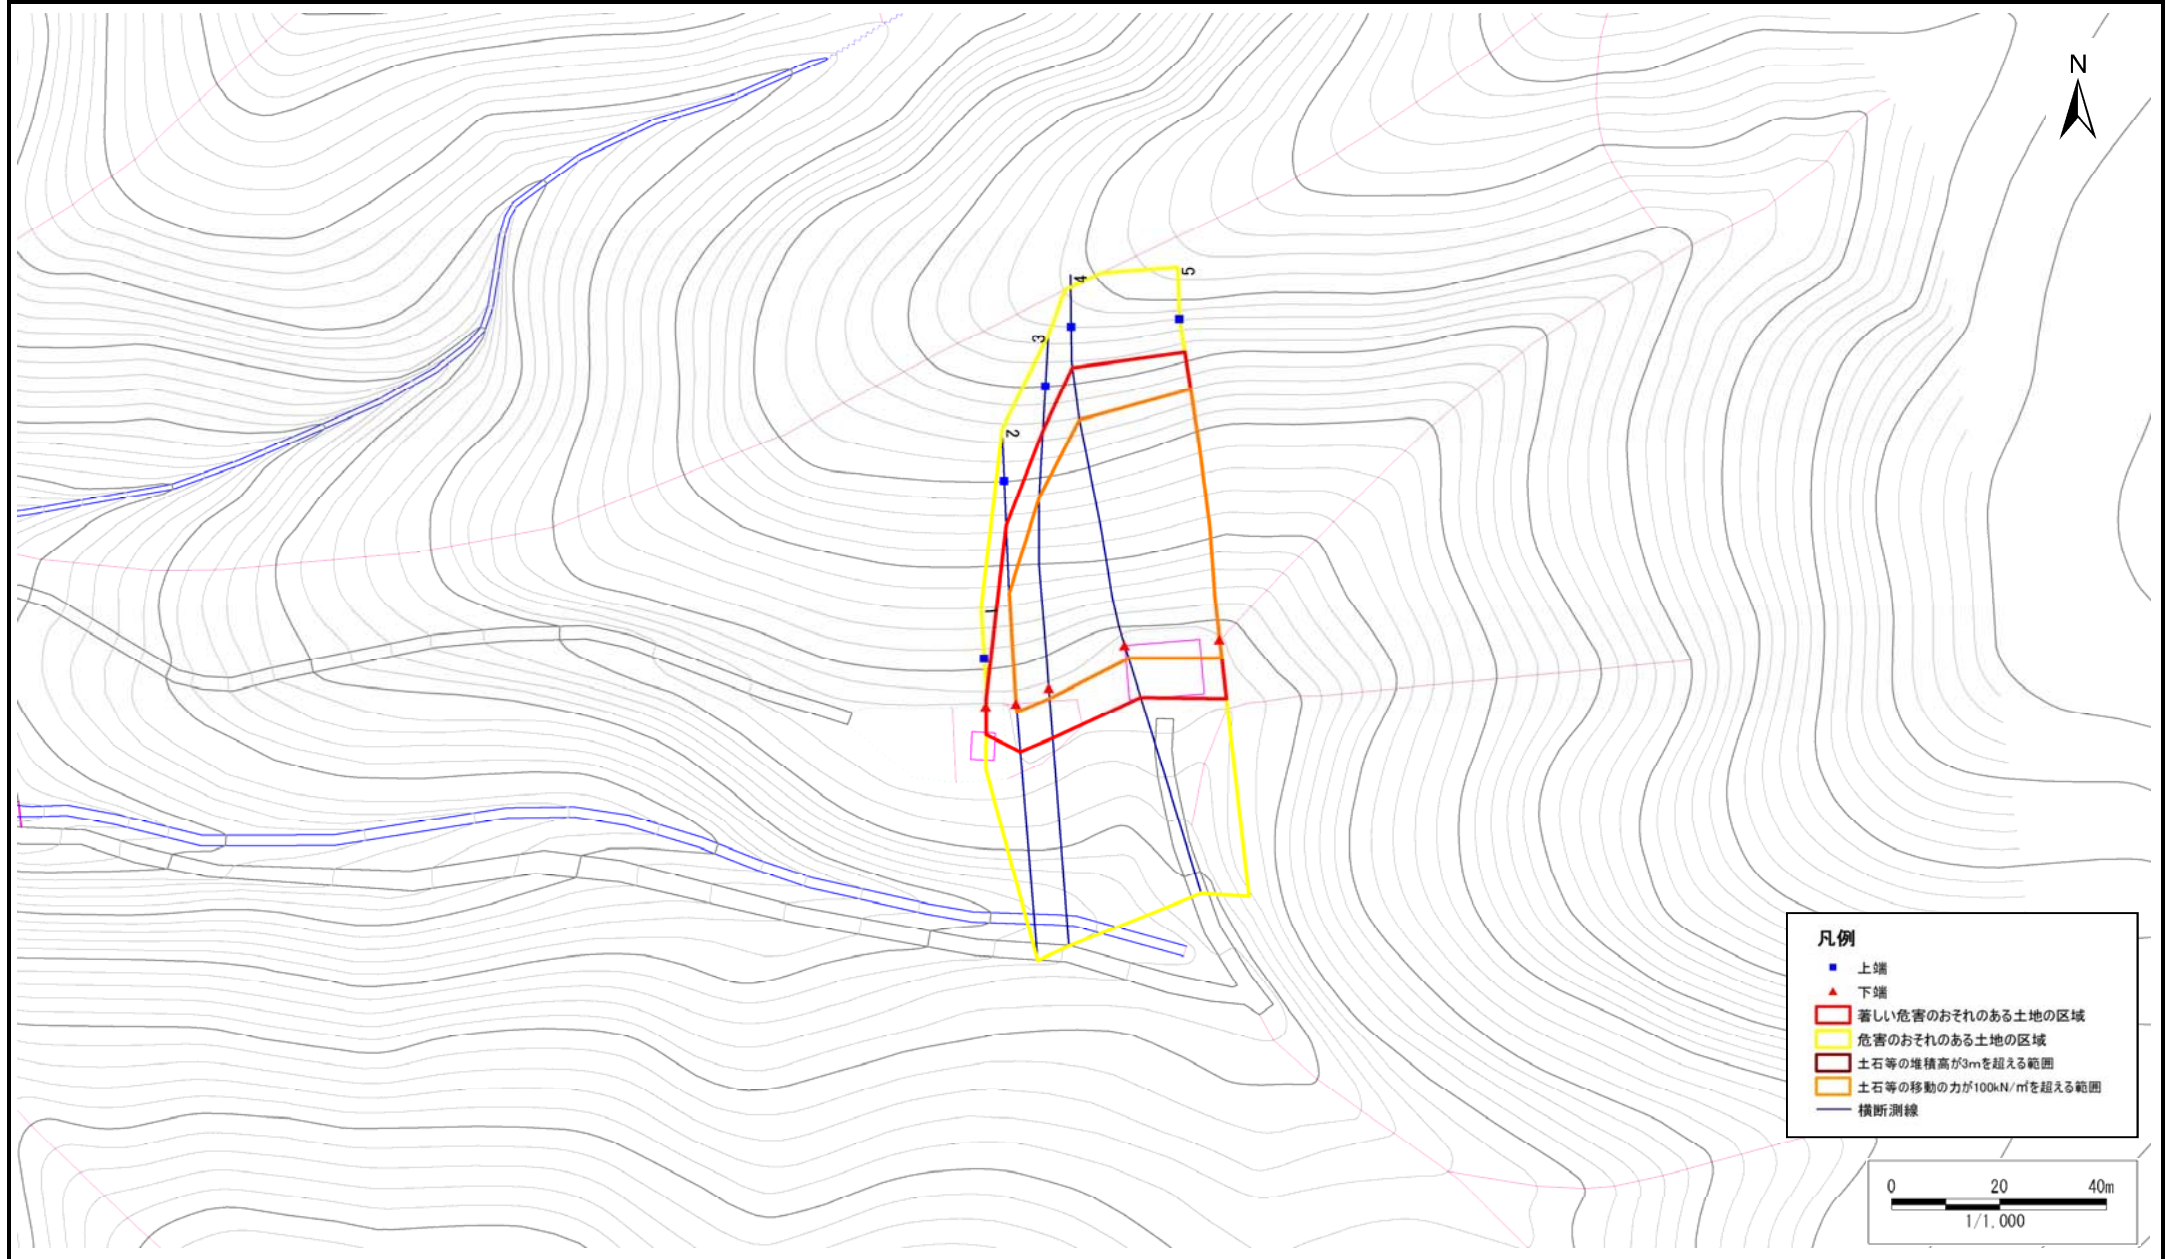 N
5
4
3
2
1
凡例
上端
下端
著しい危害のおそれのある土地の区域
危害のおそれのある土地の区域
土石等の堆積高が3mを超える範囲
土石等の移動の力が100kN/㎡を超える範囲
横断測線
0 20 40m
1/1,000